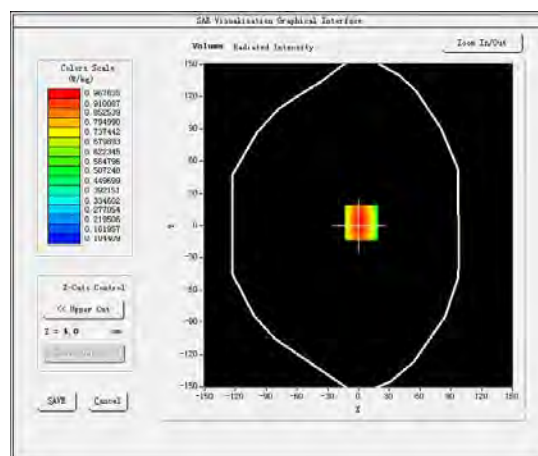 SAR Visualisation Graphical Interface
Volume Radiated Intensity
Zoom In/Out
Colors Scale
(W/kg)
0.967635
0.910087
0.852539
0.794990
0.737442
0.679893
0.622345
0.564796
0.507248
0.449699
0.392151
0.334602
0.277054
0.219506
0.161957
0.104409
Z-Cuts Control
<< Upper Cut
Z = 4.0 mm
SAVE
Cancel
150
120
90
60
30
0
-30
-60
-90
-120
-150
Y
-150 -120 -90 -60 -30 0 30 60 90 120 150
X